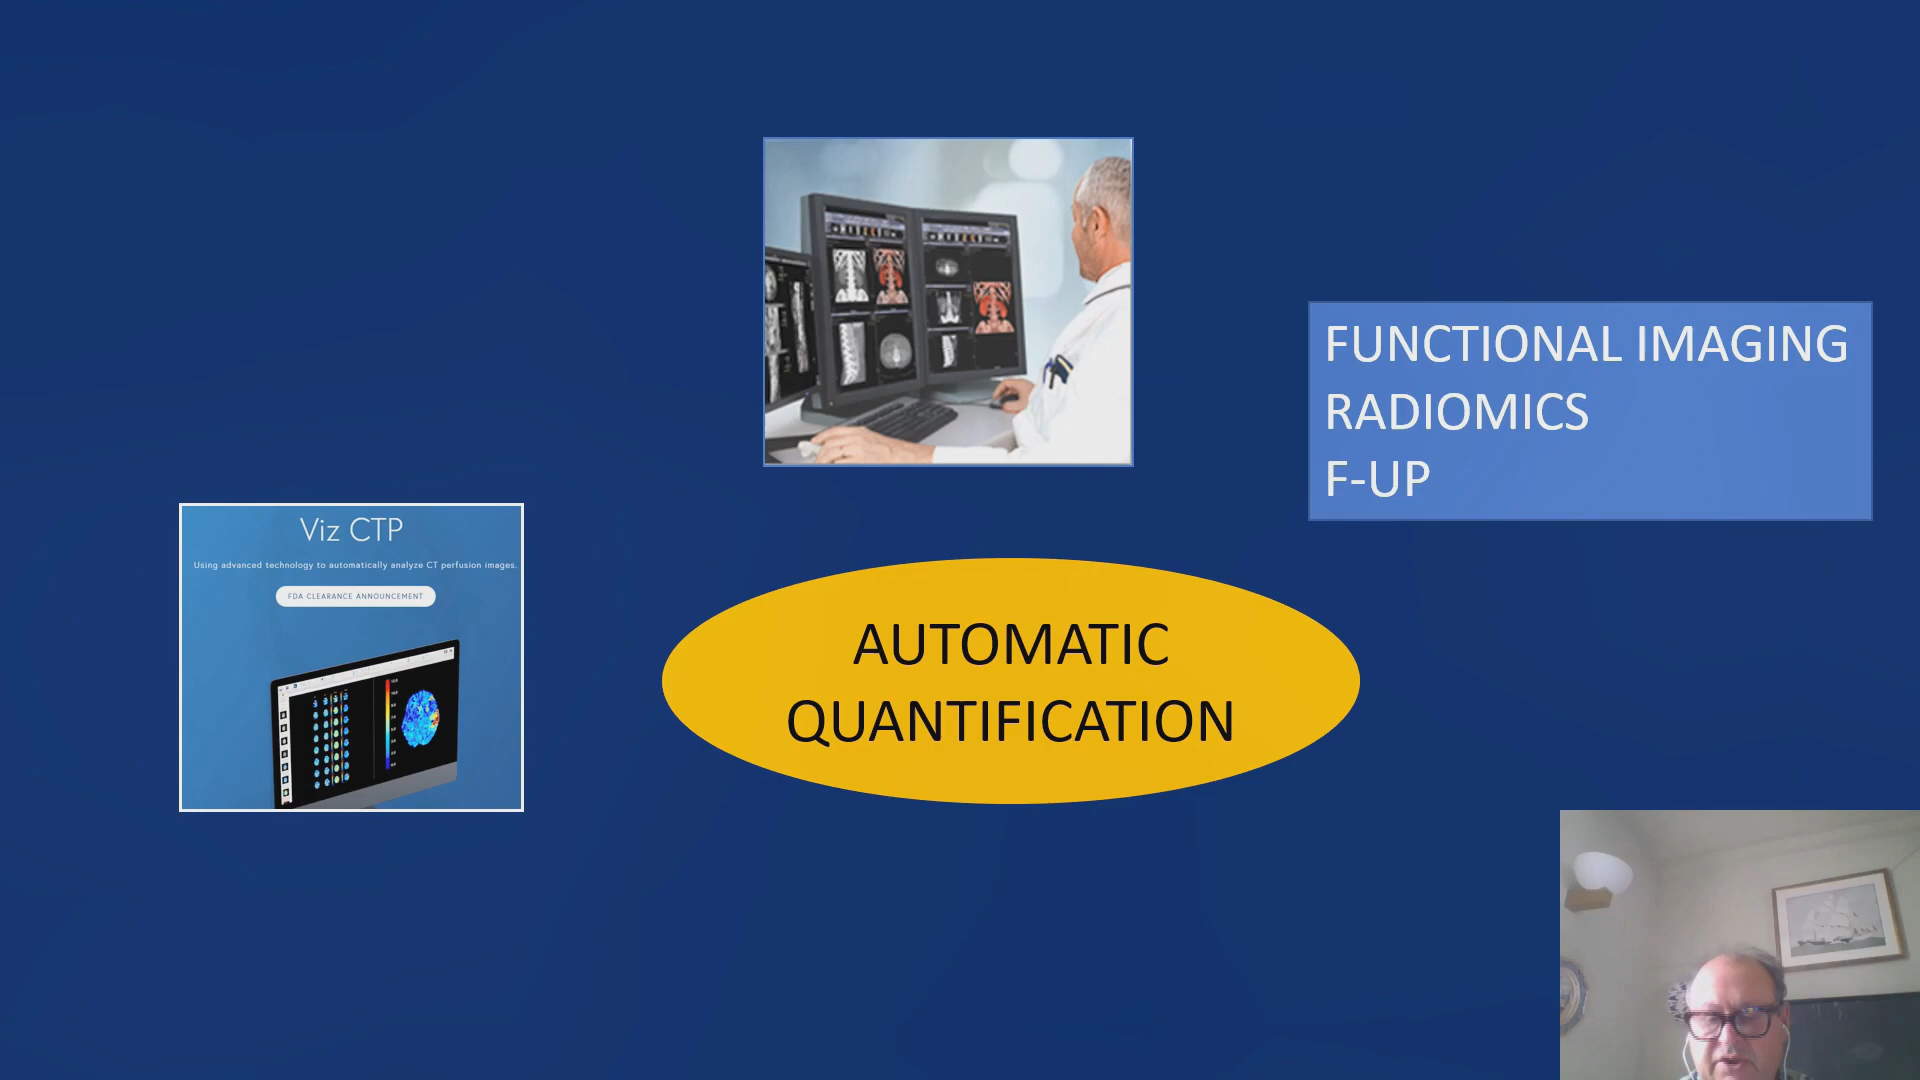 FUNCTIONAL IMAGING
RADIOMICS
F-UP
Viz CTP
Using advanced technology to automatically analyze CT perfusion images.
FDA CLEARANCE ANNOUNCEMENT
AUTOMATIC
QUANTIFICATION